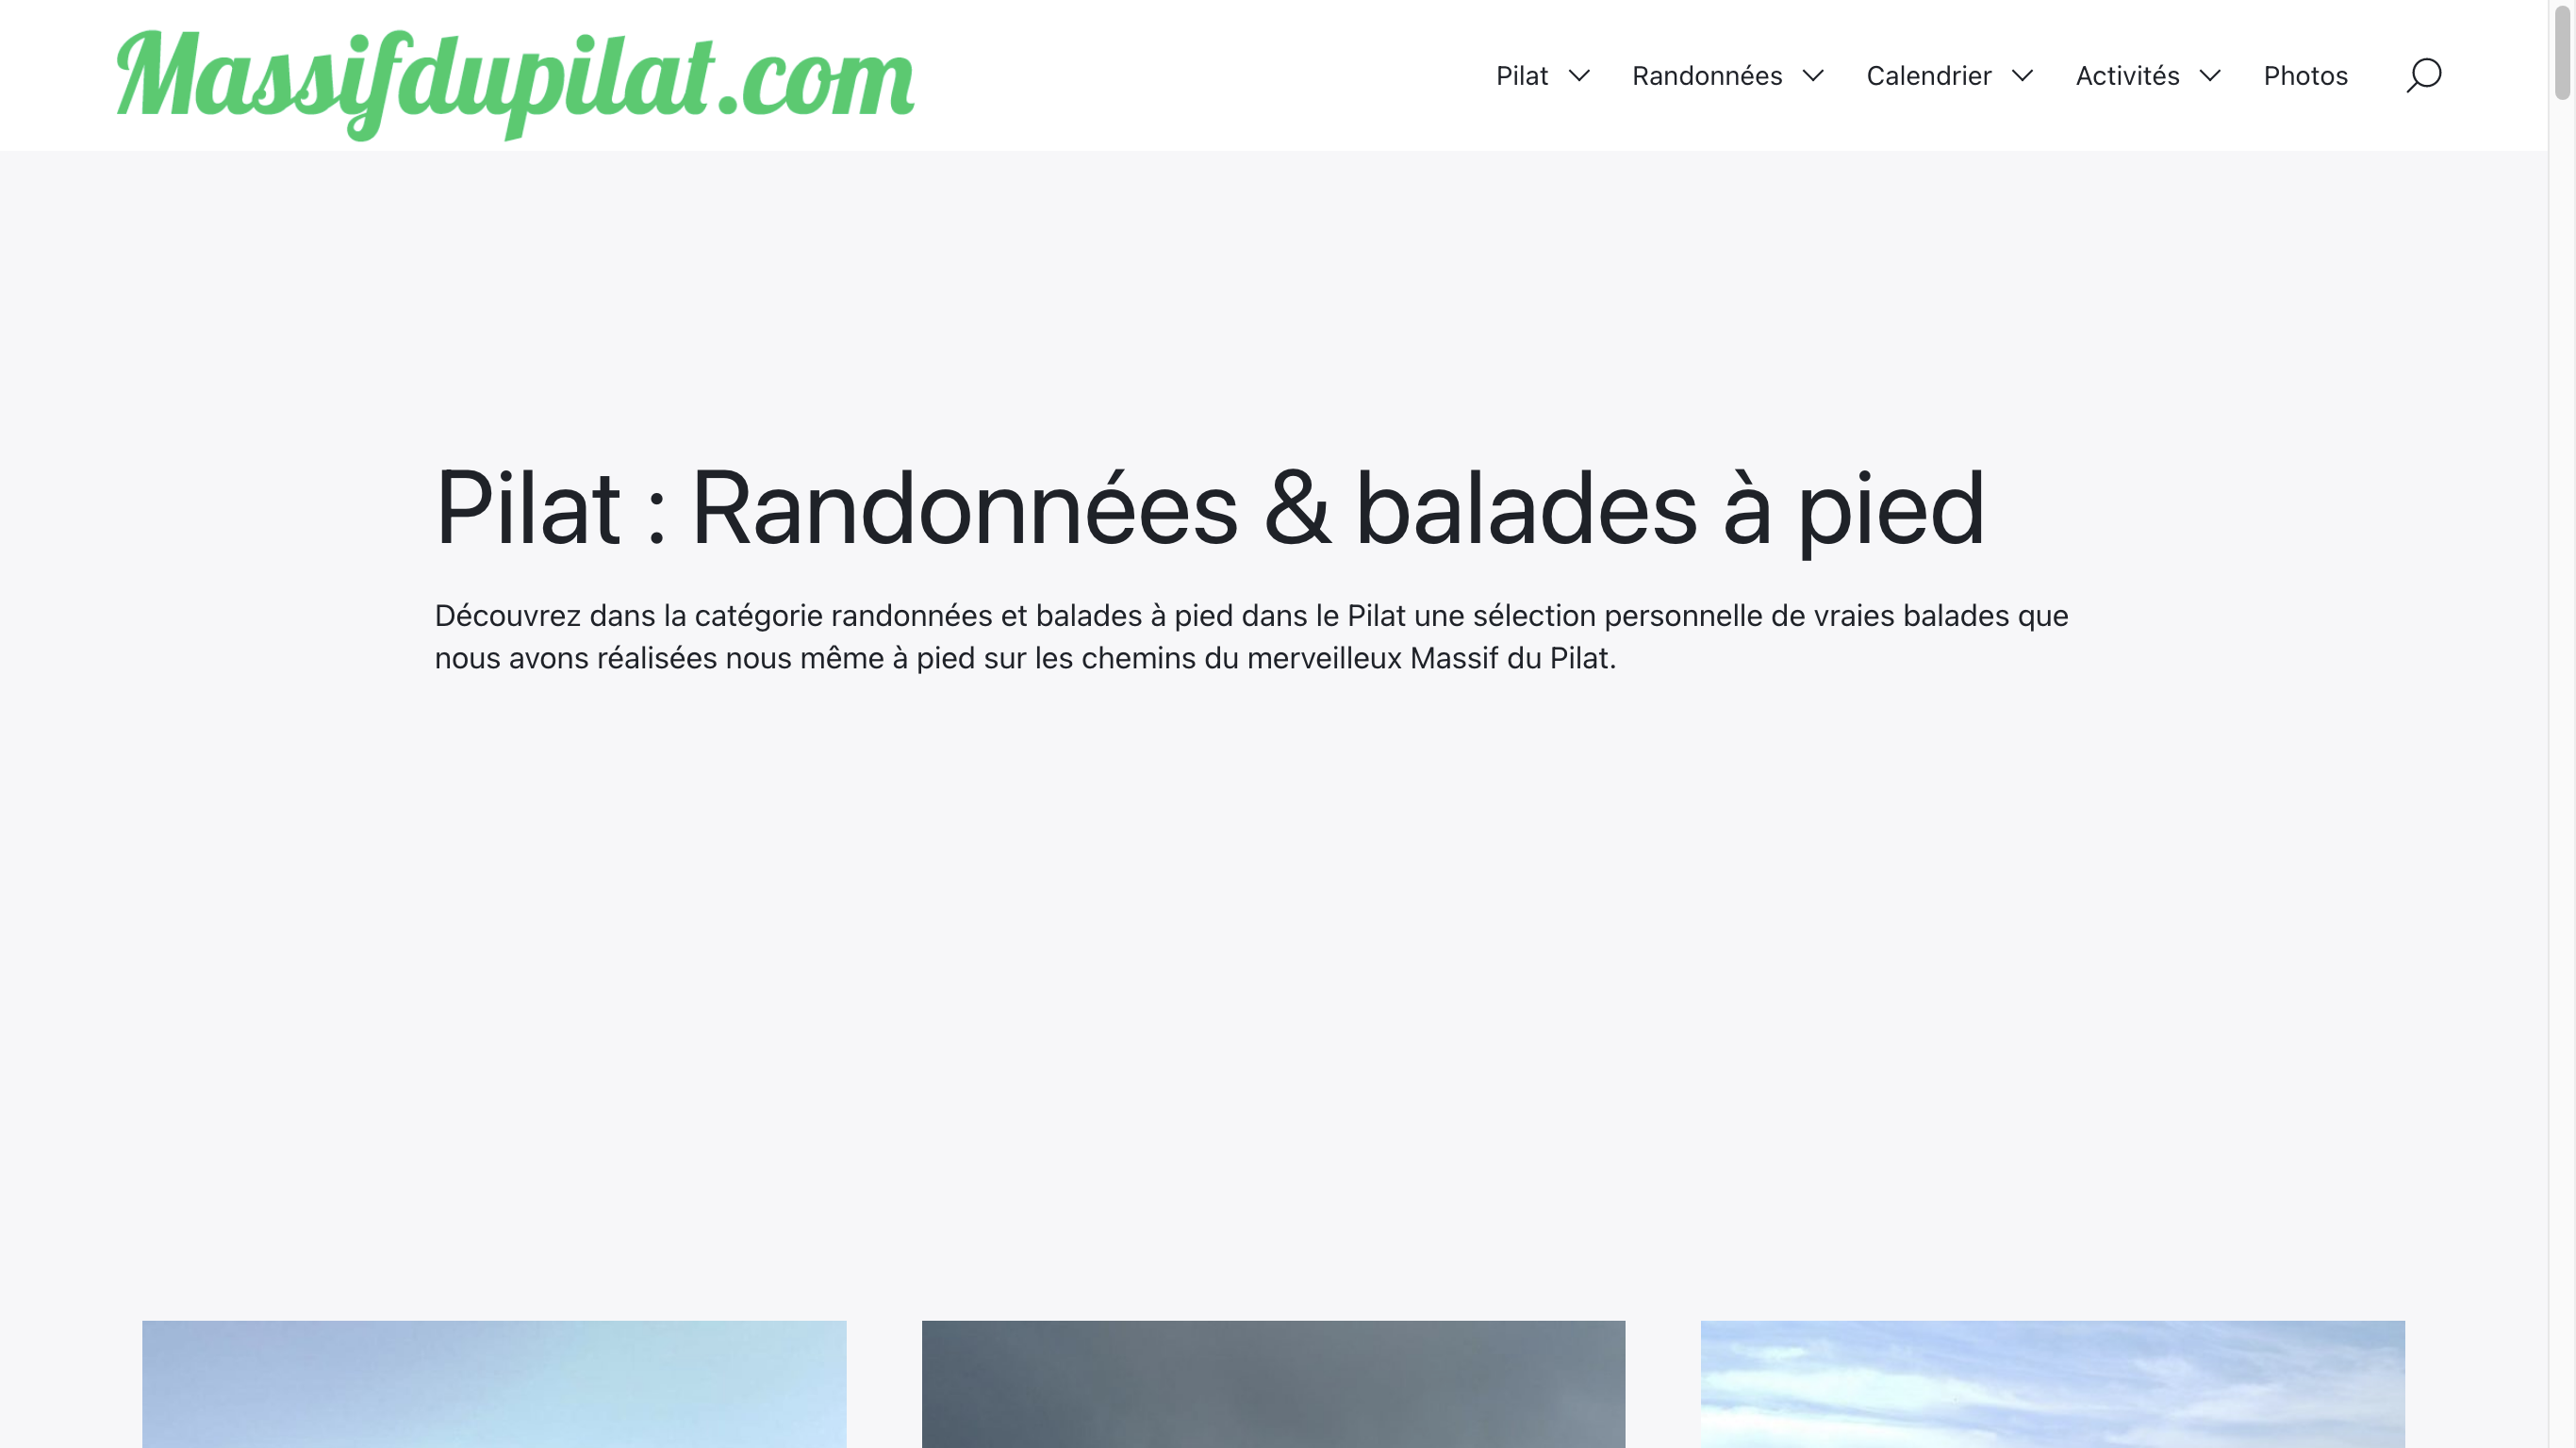 Massifdupilat.com
Pilat
Randonnées
Calendrier
Activités
Photos
Pilat : Randonnées & balades à pied
Découvrez dans la catégorie randonnées et balades à pied dans le Pilat une sélection personnelle de vraies balades que
nous avons réalisées nous même à pied sur les chemins du merveilleux Massif du Pilat.